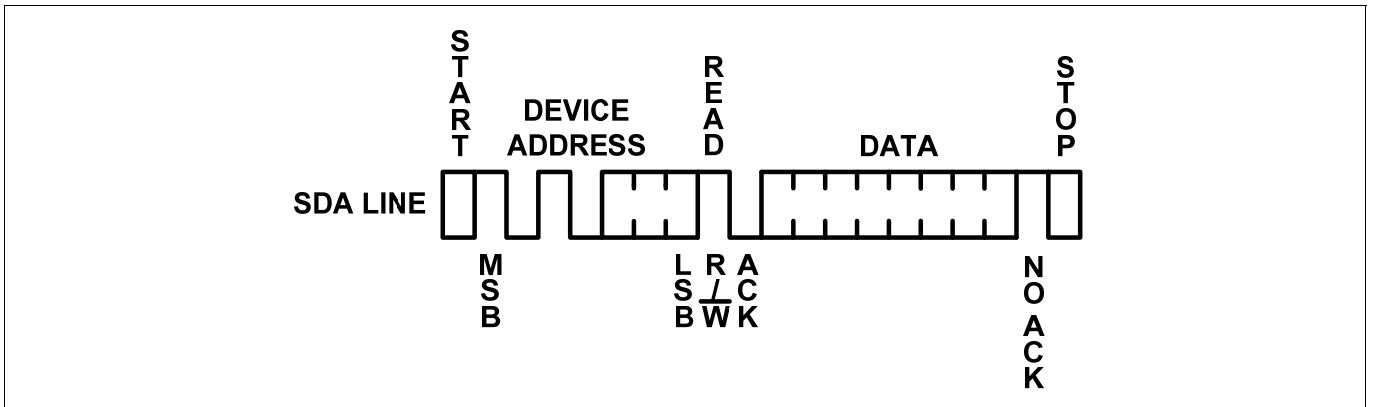 START
DEVICE
ADDRESS
READ
DATA
STOP
SDA LINE
MSB
LSB
R/W
ACK
NO ACK